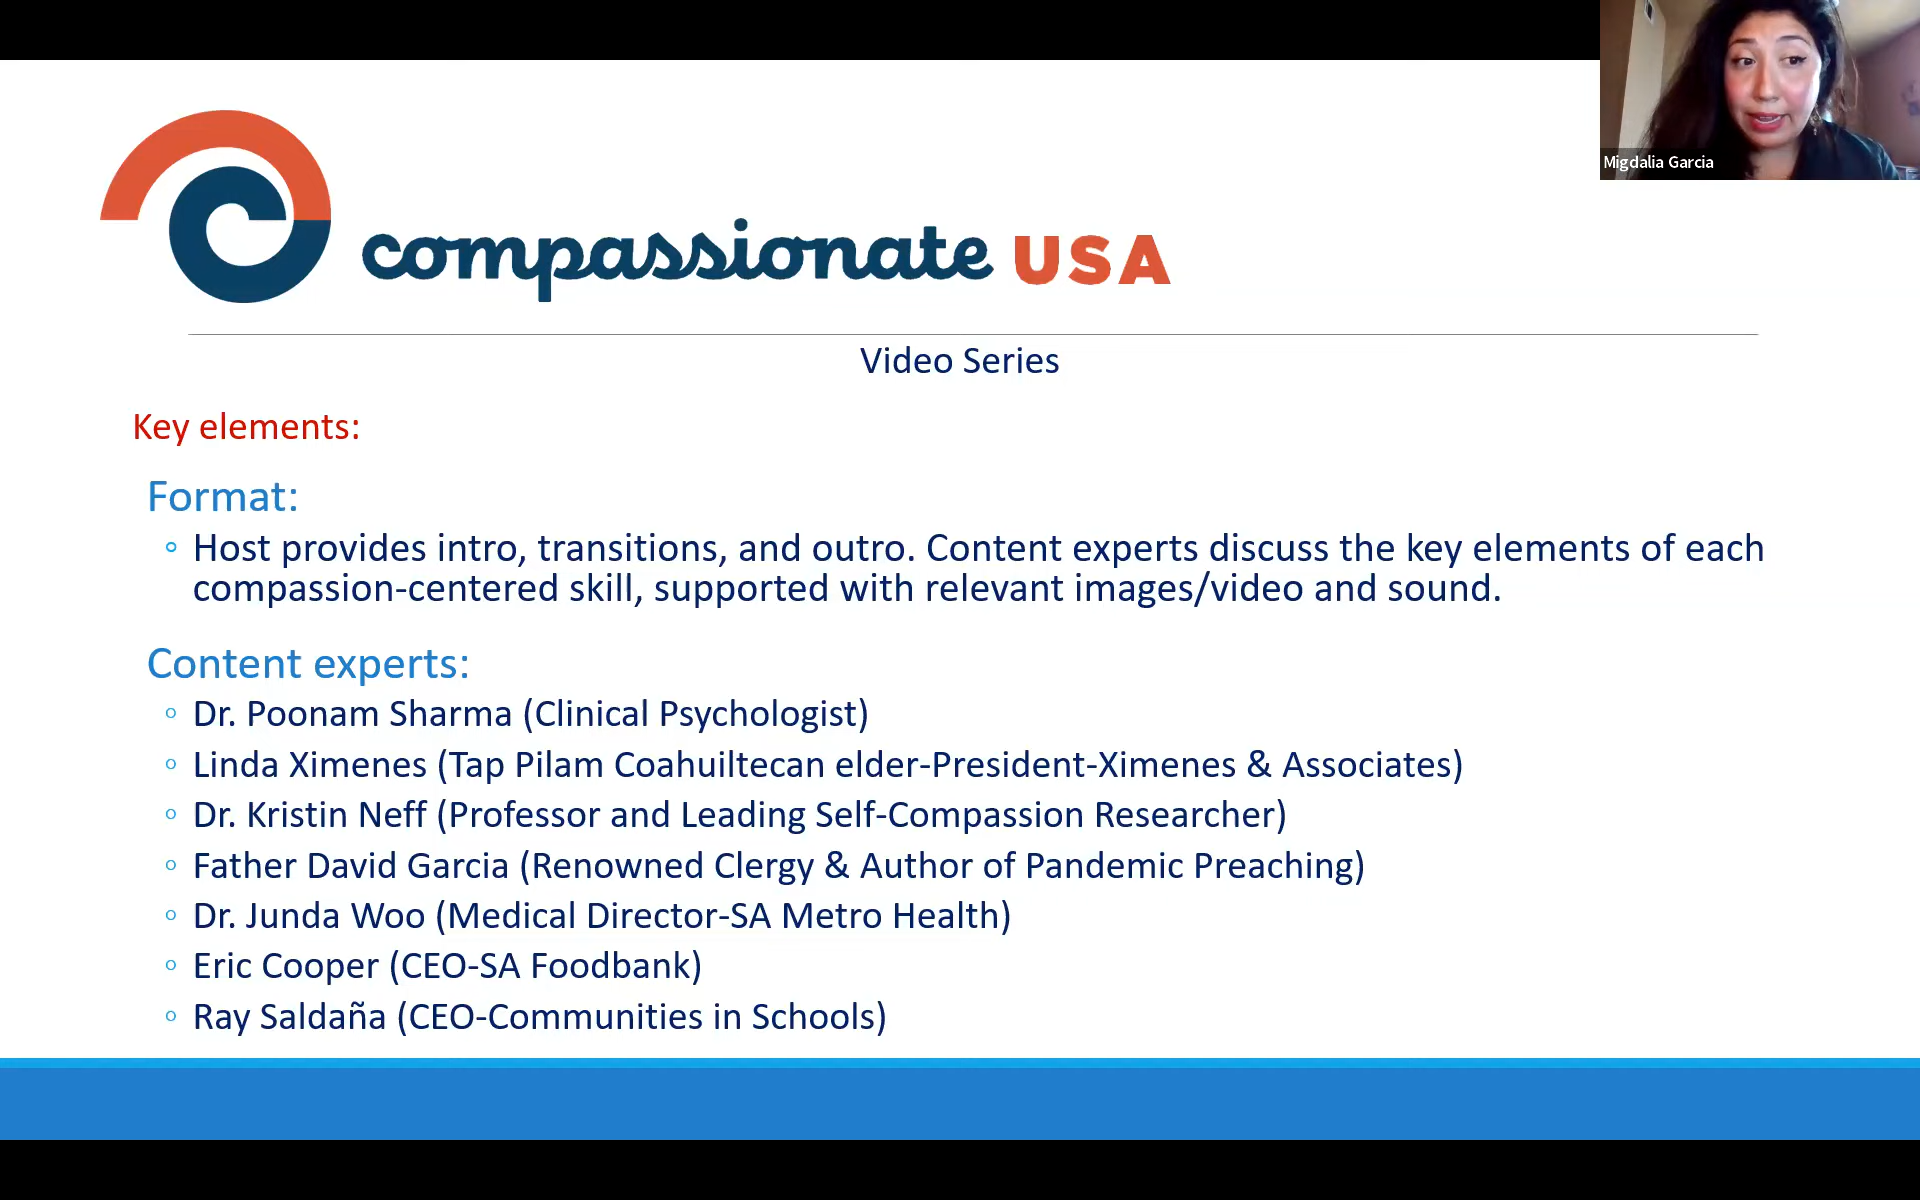 Migdalia Garcia
compassionate USA
Video Series
Key elements:
Format:
◦ Host provides intro, transitions, and outro. Content experts discuss the key elements of each
compassion-centered skill, supported with relevant images/video and sound.
Content experts:
◦ Dr. Poonam Sharma (Clinical Psychologist)
◦ Linda Ximenes (Tap Pilam Coahuiltecan elder-President-Ximenes & Associates)
◦ Dr. Kristin Neff (Professor and Leading Self-Compassion Researcher)
◦ Father David Garcia (Renowned Clergy & Author of Pandemic Preaching)
◦ Dr. Junda Woo (Medical Director-SA Metro Health)
◦ Eric Cooper (CEO-SA Foodbank)
◦ Ray Saldaña (CEO-Communities in Schools)